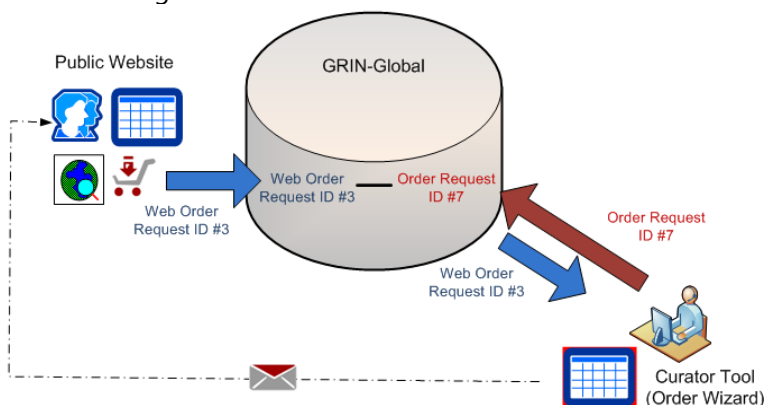 Public Website
GRIN-Global
Web Order
Request ID #3
Order Request
ID #7
Web Order
Request ID #3
Order Request
ID #7
Web Order
Request ID #3
Curator Tool
(Order Wizard)